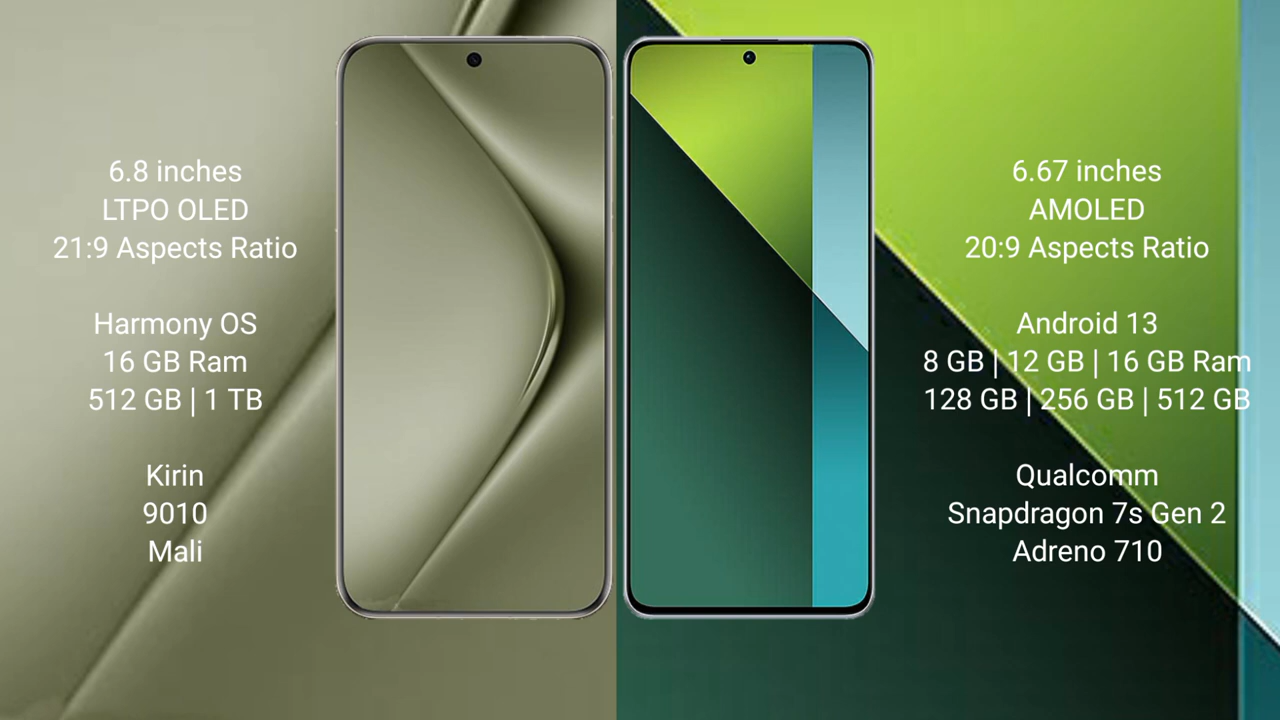 6.8 inches
LTPO OLED
21:9 Aspects Ratio
Harmony OS
16 GB Ram
512 GB | 1 TB
Kirin
9010
Mali
6.67 inches
AMOLED
20:9 Aspects Ratio
Android 13
8 GB | 12 GB | 16 GB Ram
128 GB | 256 GB | 512 GB
Qualcomm
Snapdragon 7s Gen 2
Adreno 710